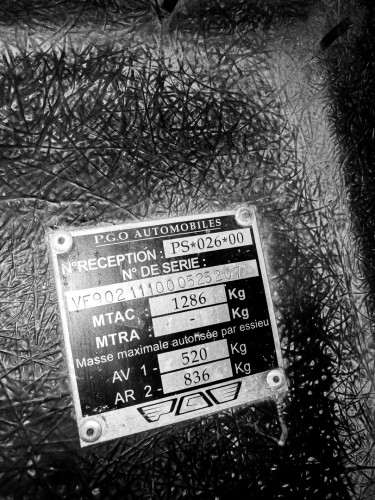 P.G.O AUTOMOBILES
N°RECEPTION : PS*026*00
N° DE SERIE :
MTAC : 1286 Kg
MTRA : - Kg
Masse maximale autorisée par essieu
AV 1- 520 Kg
AR 2- 836 Kg
PGO